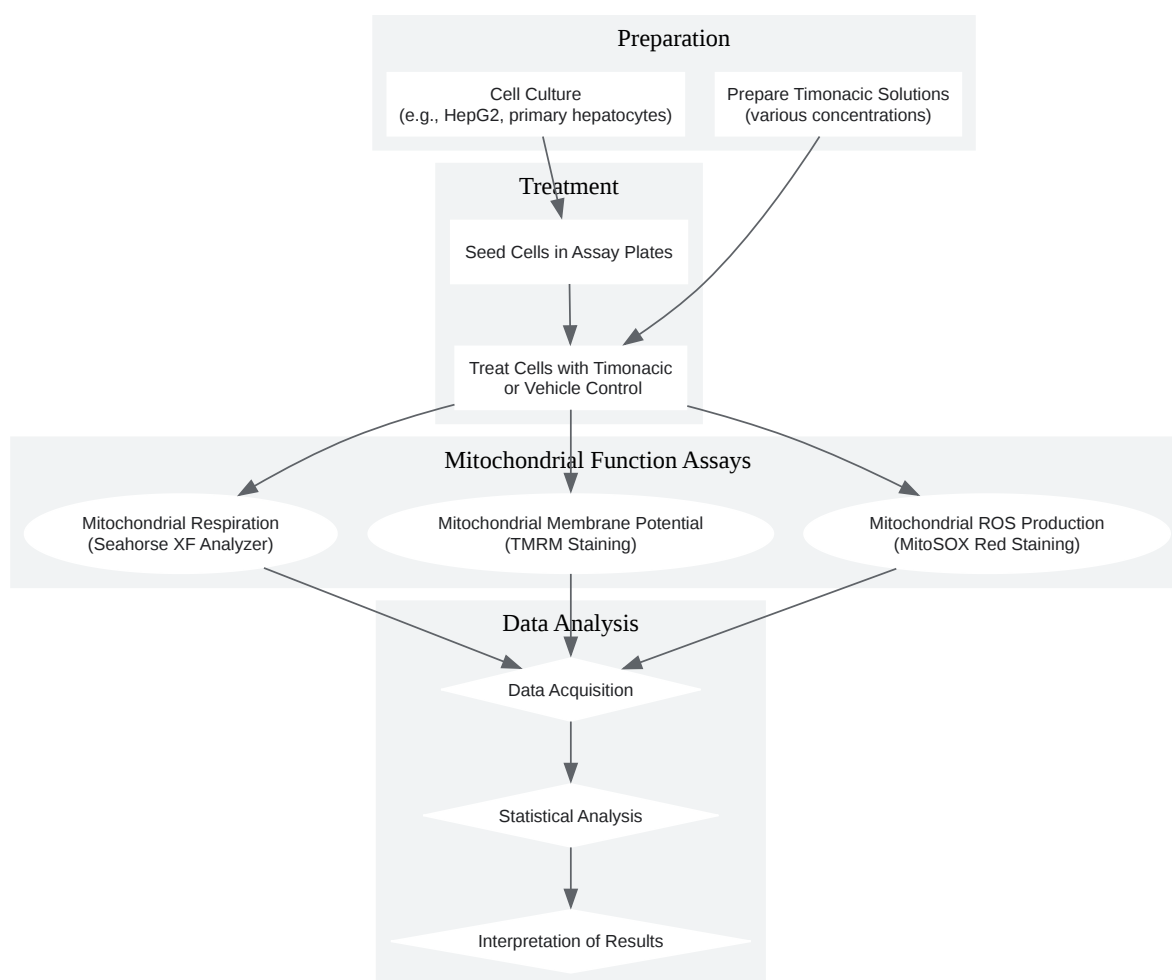 Preparation
Cell Culture
(e.g., HepG2, primary hepatocytes)
Prepare Timonacic Solutions
(various concentrations)
Treatment
Seed Cells in Assay Plates
Treat Cells with Timonacic
or Vehicle Control
Mitochondrial Function Assays
Mitochondrial Respiration
(Seahorse XF Analyzer)
Mitochondrial Membrane Potential
(TMRM Staining)
Mitochondrial ROS Production
(MitoSOX Red Staining)
Data Analysis
Data Acquisition
Statistical Analysis
Interpretation of Results